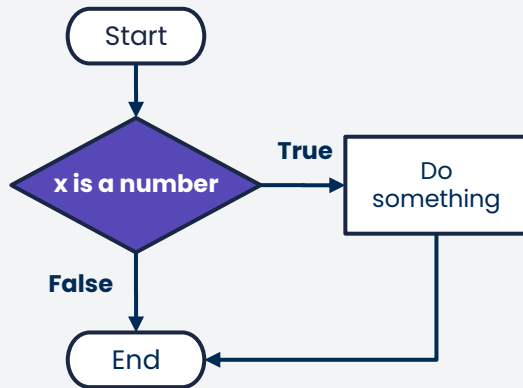 Start
x is a number
True
Do
something
False
End